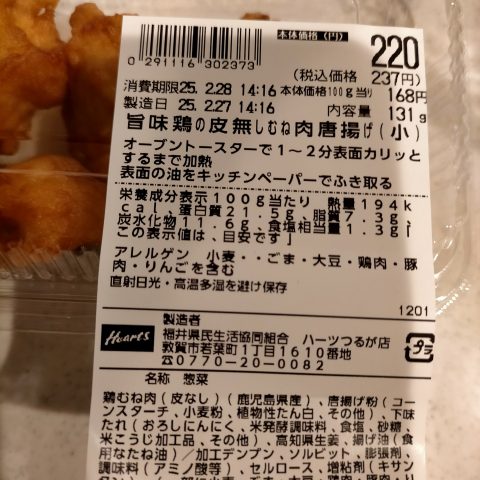 本体価格(円) 220
(税込価格 237円)
0 291116 302373
消費期限25. 2.28 14:16 本体価格100g当り 168円
製造日 25. 2.27 14:16 内容量 131g
旨味鶏の皮無しむね肉唐揚げ(小)
オーブントースターで1〜2分表面カリッと
するまで加熱
表面の油をキッチンペーパーでふき取る
栄養成分表示100g当たり 熱量194k
cal、蛋白質21.5g、脂質7.3g、
炭水化物11.6g、食塩相当量1.3g[
この表示値は、目安です]
アレルゲン 小麦・・ごま・大豆・鶏肉・豚
肉・りんごを含む
直射日光・高温多湿を避け保存
1201
Hearts
製造者
福井県民生活協同組合 ハーツつるが店
敦賀市若葉町1丁目1610番地
☎0770-20-0082
プラ
名称 惣菜
鶏むね肉(皮なし)(鹿児島県産)、唐揚げ粉(コー
ンスターチ、小麦粉、植物性たん白、その他)、下味
たれ(おろしにんにく、米発酵調味料、食塩、砂糖、
米こうじ加工品、その他)、高知県生姜、揚げ油(食
用なたね油)/加工デンプン、ソルビット、膨張剤、
調味料(アミノ酸等)、セルロース、増粘剤(キサン